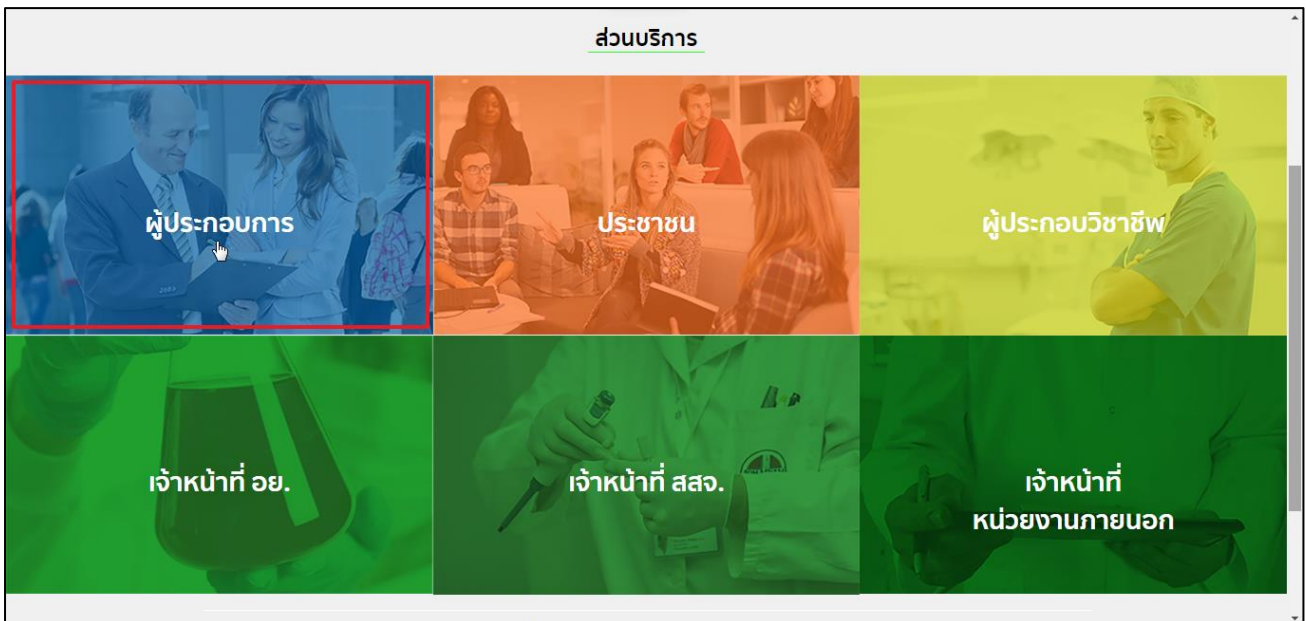 ส่วนบริการ
ผู้ประกอบการ
ประชาชน
ผู้ประกอบวิชาชีพ
เจ้าหน้าที่ อย.
เจ้าหน้าที่ สสจ.
เจ้าหน้าที่
หน่วยงานภายนอก